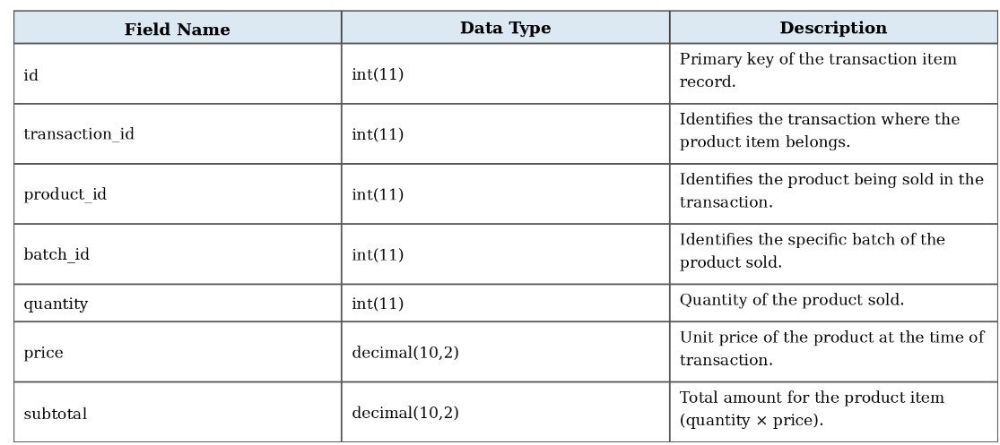 Field Name Data Type Description
id int(11) Primary key of the transaction item
record.
transaction_id int(11) Identifies the transaction where the
product item belongs.
product_id int(11) Identifies the product being sold in the
transaction.
batch_id int(11) Identifies the specific batch of the
product sold.
quantity int(11) Quantity of the product sold.
price decimal(10,2) Unit price of the product at the time of
transaction.
subtotal decimal(10,2) Total amount for the product item
(quantity × price).